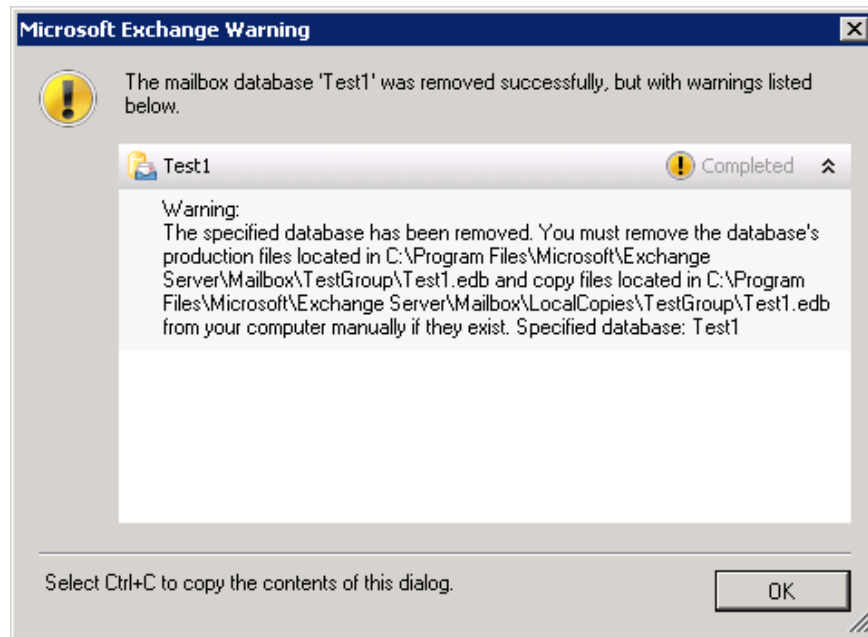 Microsoft Exchange Warning
The mailbox database 'Test1' was removed successfully, but with warnings listed
below.
Test1
Completed
Warning:
The specified database has been removed. You must remove the database's
production files located in C:\Program Files\Microsoft\Exchange
Server\Mailbox\TestGroup\Test1.edb and copy files located in C:\Program
Files\Microsoft\Exchange Server\Mailbox\LocalCopies\TestGroup\Test1.edb
from your computer manually if they exist. Specified database: Test1
Select Ctrl+C to copy the contents of this dialog.
OK